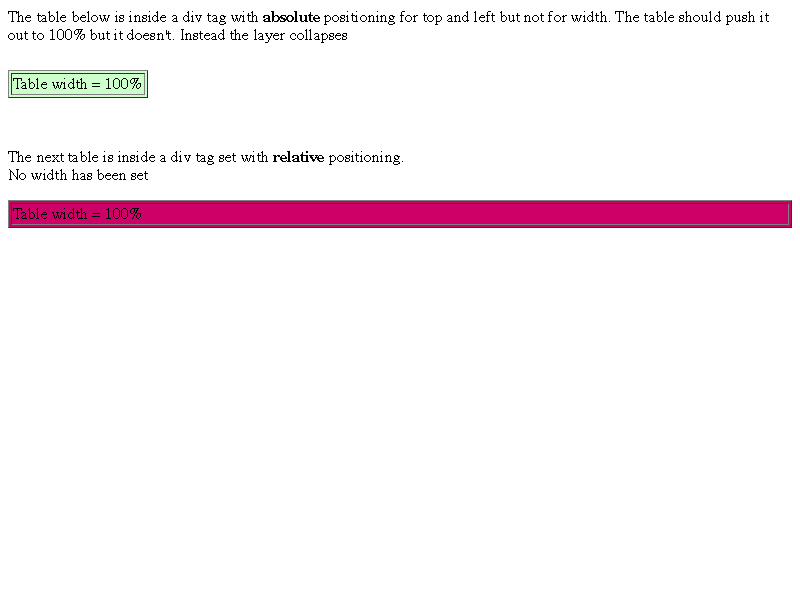 The table below is inside a div tag with absolute positioning for top and left but not for width. The table should push it
out to 100% but it doesn't. Instead the layer collapses
Table width = 100%
The next table is inside a div tag set with relative positioning.
No width has been set
Table width = 100%